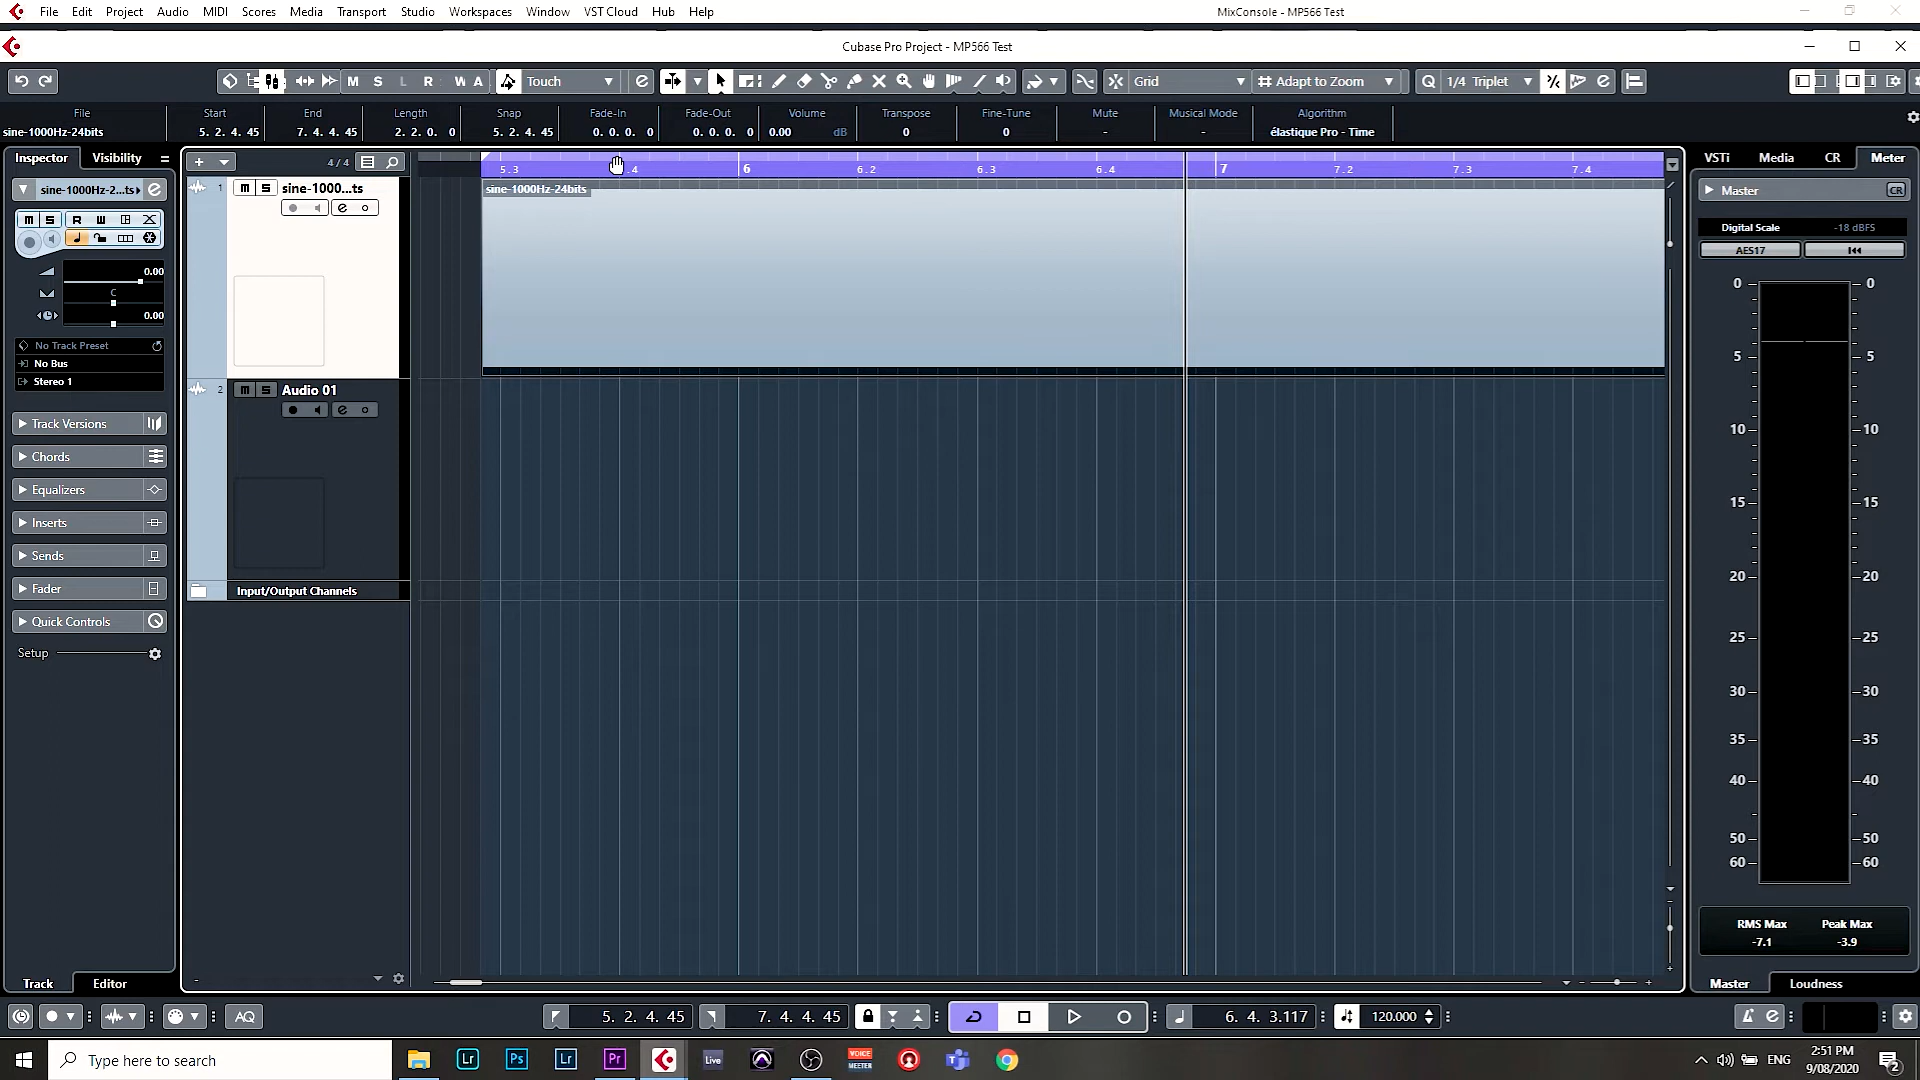 File Edit Project Audio MIDI Scores Media Transport Studio Workspaces Window VST Cloud Hub Help MixConsole - MP566 Test
Cubase Pro Project - MP566 Test
M S L R W A Touch Grid Adapt to Zoom Q 1/4 Triplet
File Start End Length Snap Fade-In Fade-Out Volume Transpose Fine-Tune Mute Musical Mode Algorithm
sine-1000Hz-24bits 5. 2. 4. 45 7. 4. 4. 45 2. 2. 0. 0 5. 2. 4. 45 0. 0. 0. 0 0. 0. 0. 0 0.00 dB 0 0 - - élastique Pro - Time
Inspector Visibility 4/4 VSTi Media CR Meter
5.3 .4 6 6.2 6.3 6.4 7 7.2 7.3 7.4
sine-1000Hz-2...ts 1 M S sine-1000...ts sine-1000Hz-24bits Master CR
M S R W
Digital Scale -18 dBFS
AES17
0.00
C
0.00
No Track Preset
No Bus
Stereo 1
2 M S Audio 01
Track Versions
Chords
Equalizers
Inserts
Sends
Fader
Input/Output Channels
Quick Controls
Setup
0 0
5 5
10 10
15 15
20 20
25 25
30 30
35 35
40 40
50 50
60 60
RMS Max Peak Max
-7.1 -3.9
Track Editor Master Loudness
AQ 5. 2. 4. 45 7. 4. 4. 45 6. 4. 3.117 120.000
Type here to search Lr Ps Lr Pr Live VOICE MEETER ENG 2:51 PM
9/08/2020 2